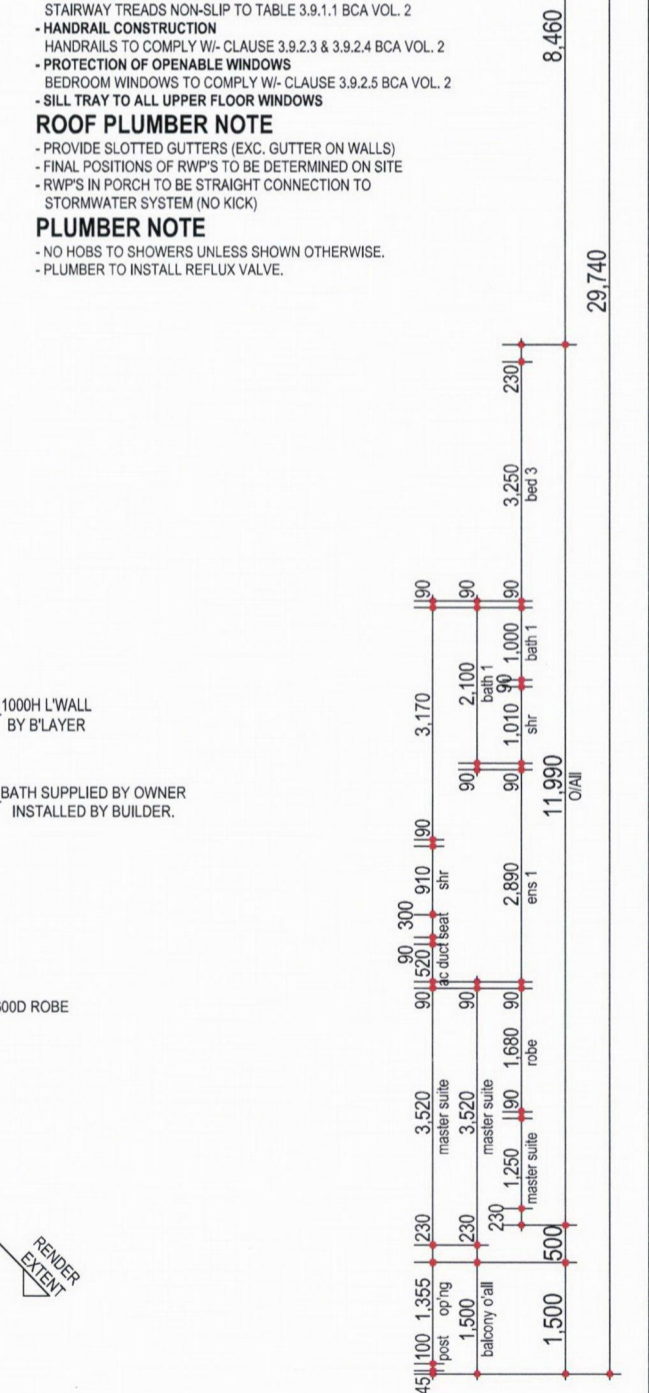 STAIRWAY TREADS NON-SLIP TO TABLE 3.9.1.1 BCA VOL. 2
- HANDRAIL CONSTRUCTION
HANDRAILS TO COMPLY W/- CLAUSE 3.9.2.3 & 3.9.2.4 BCA VOL. 2
- PROTECTION OF OPENABLE WINDOWS
BEDROOM WINDOWS TO COMPLY W/- CLAUSE 3.9.2.5 BCA VOL. 2
- SILL TRAY TO ALL UPPER FLOOR WINDOWS
ROOF PLUMBER NOTE
- PROVIDE SLOTTED GUTTERS (EXC. GUTTER ON WALLS)
- FINAL POSITIONS OF RWP'S TO BE DETERMINED ON SITE
- RWP'S IN PORCH TO BE STRAIGHT CONNECTION TO
STORMWATER SYSTEM (NO KICK)
PLUMBER NOTE
- NO HOBS TO SHOWERS UNLESS SHOWN OTHERWISE.
- PLUMBER TO INSTALL REFLUX VALVE.
1000H L'WALL
BY B'LAYER
BATH SUPPLIED BY OWNER
INSTALLED BY BUILDER.
600D ROBE
RENDER
EXTENT
45 100 1,355 230 3,520 90 520 90 300 910 90 3,170 90
post op'ng master suite ac duct seat shr
1,500 230 3,520 90 90 2,100 90
balcony o'all master suite bath 1
230 1,250 90 1,680 90 2,890 90 1,010 90 1,000 90 3,250 230
master suite robe ens 1 shr bath 1 bed 3
1,500 500 11,990 8,460
O/All
29,740